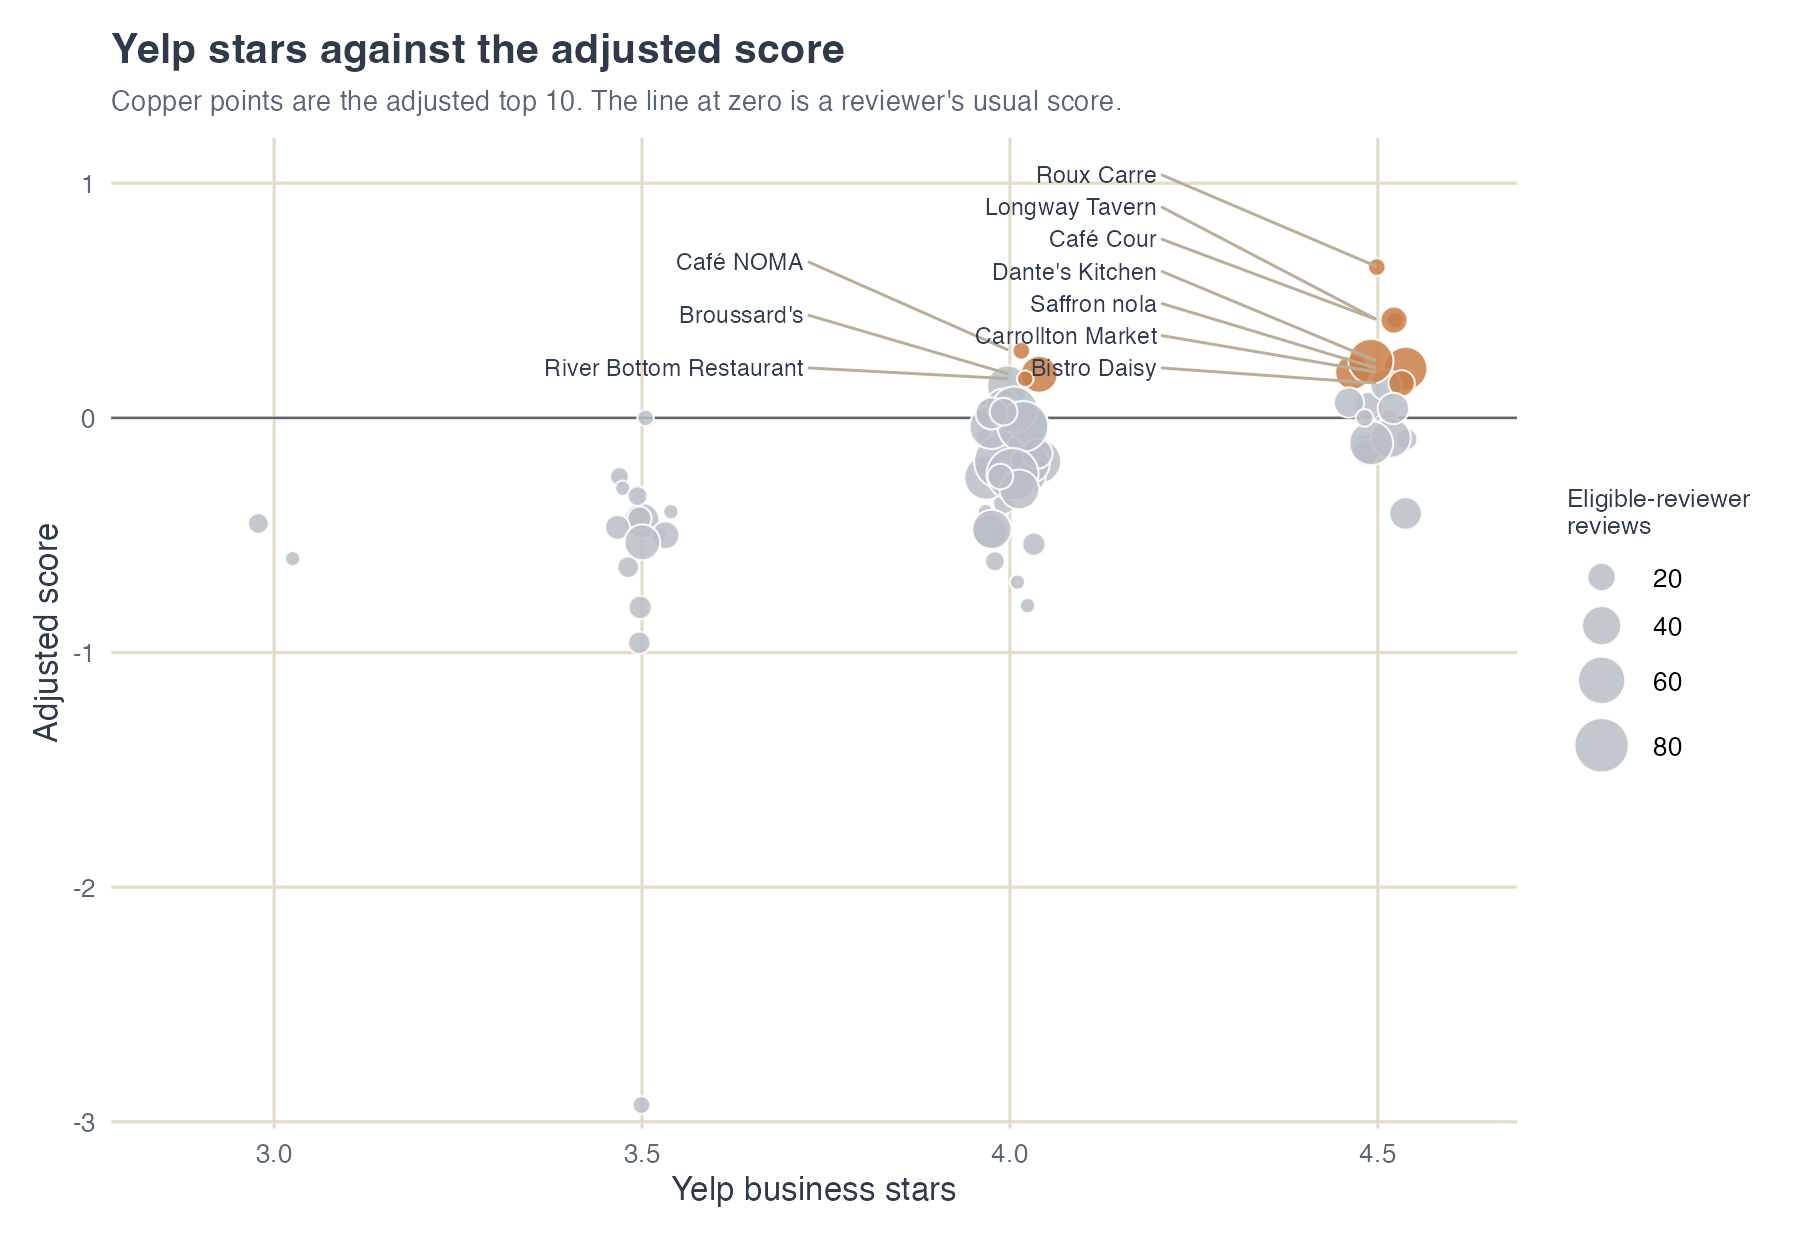 Yelp stars against the adjusted score
Copper points are the adjusted top 10. The line at zero is a reviewer's usual score.
Roux Carre
Longway Tavern
Café Cour
Dante's Kitchen
Saffron nola
Carrollton Market
Bistro Daisy
Café NOMA
Broussard's
River Bottom Restaurant
1
0
-1
-2
-3
Adjusted score
3.0
3.5
4.0
4.5
Yelp business stars
Eligible-reviewer
reviews
20
40
60
80